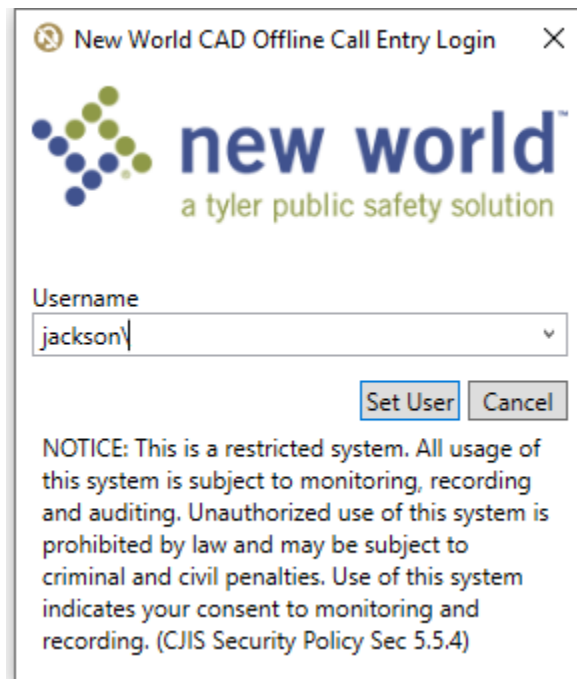 New World CAD Offline Call Entry Login
new world™
a tyler public safety solution
Username
jackson\
Set User
Cancel
NOTICE: This is a restricted system. All usage of
this system is subject to monitoring, recording
and auditing. Unauthorized use of this system is
prohibited by law and may be subject to
criminal and civil penalties. Use of this system
indicates your consent to monitoring and
recording. (CJIS Security Policy Sec 5.5.4)